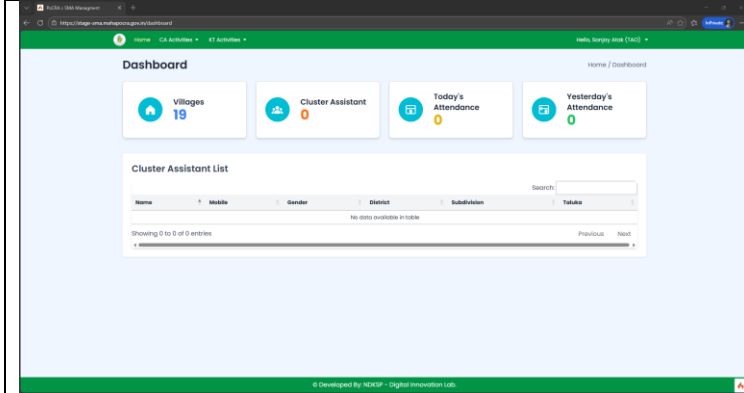 PoCRA | SMA Managment
https://stage-sma.mahapocra.gov.in/dashboard
InPrivate
Home CA Activities KT Activities
Hello, Sanjay Atak (TAO)
Dashboard
Home / Dashboard
Villages
19
Cluster Assistant
0
Today's
Attendance
0
Yesterday's
Attendance
0
Cluster Assistant List
Search:
Name Mobile Gender District Subdivision Taluka
No data available in table
Showing 0 to 0 of 0 entries
Previous Next
© Developed By: NDKSP - Digital Innovation Lab.